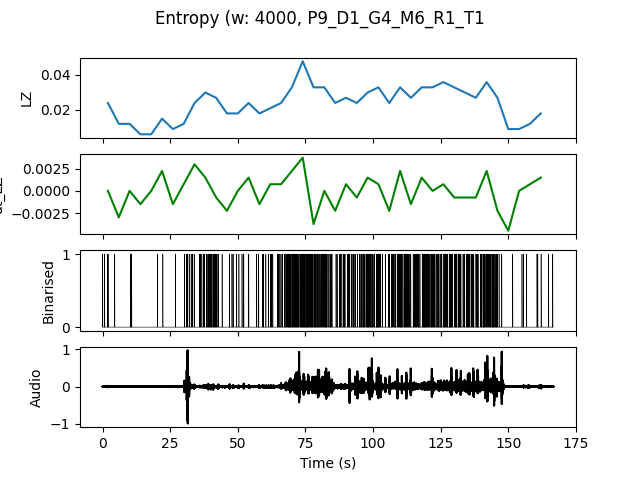 Entropy (w: 4000, P9_D1_G4_M6_R1_T1
0.04
0.02
LZ
0.0025
0.0000
−0.0025
1
0
Binarised
1
0
−1
Audio
0 25 50 75 100 125 150 175
Time (s)